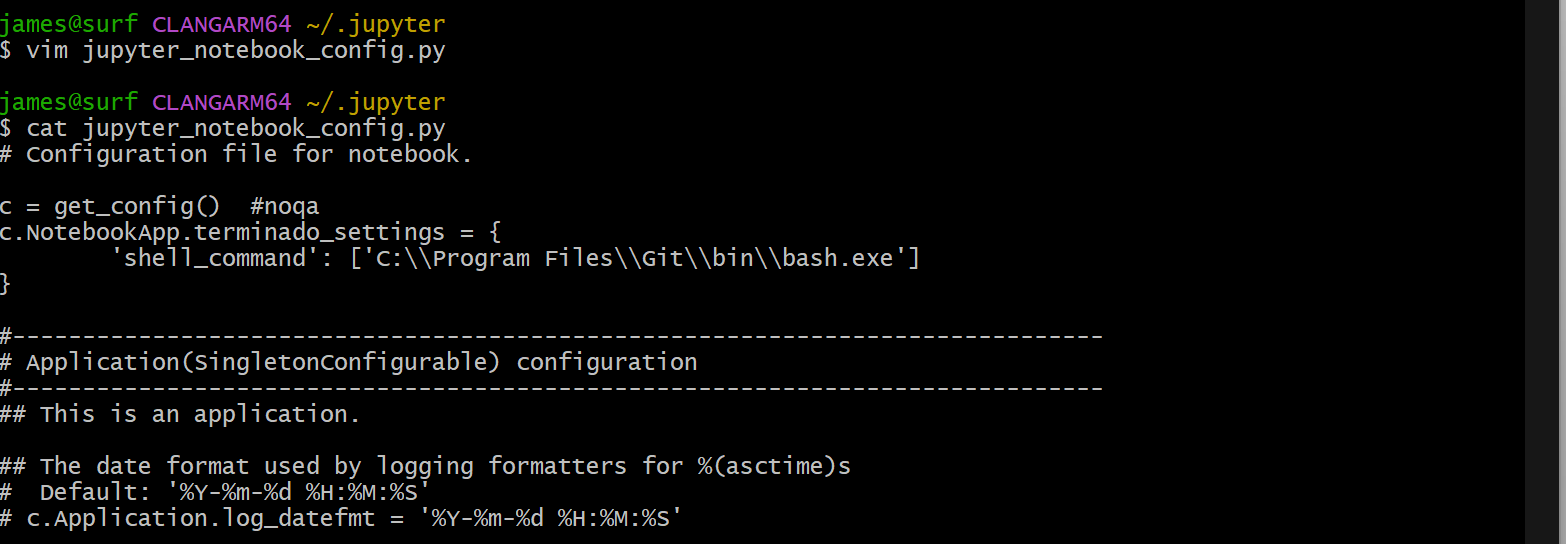 james@surf CLANGARM64 ~/.jupyter
$ vim jupyter_notebook_config.py

james@surf CLANGARM64 ~/.jupyter
$ cat jupyter_notebook_config.py
# Configuration file for notebook.

c = get_config()  #noqa
c.NotebookApp.terminado_settings = {
        'shell_command': ['C:\\Program Files\\Git\\bin\\bash.exe']
}

#------------------------------------------------------------------------------
# Application(SingletonConfigurable) configuration
#------------------------------------------------------------------------------
## This is an application.

## The date format used by logging formatters for %(asctime)s
#  Default: '%Y-%m-%d %H:%M:%S'
# c.Application.log_datefmt = '%Y-%m-%d %H:%M:%S'